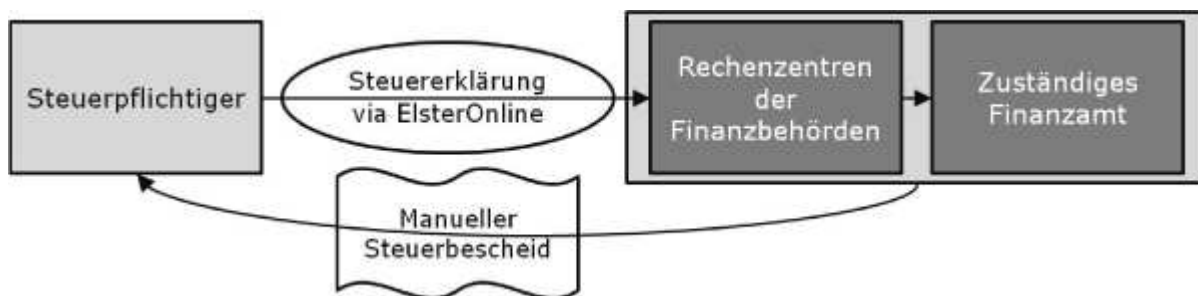 Steuerpflichtiger
Steuererklärung
via ElsterOnline
Rechenzentren
der
Finanzbehörden
Zuständiges
Finanzamt
Manueller
Steuerbescheid